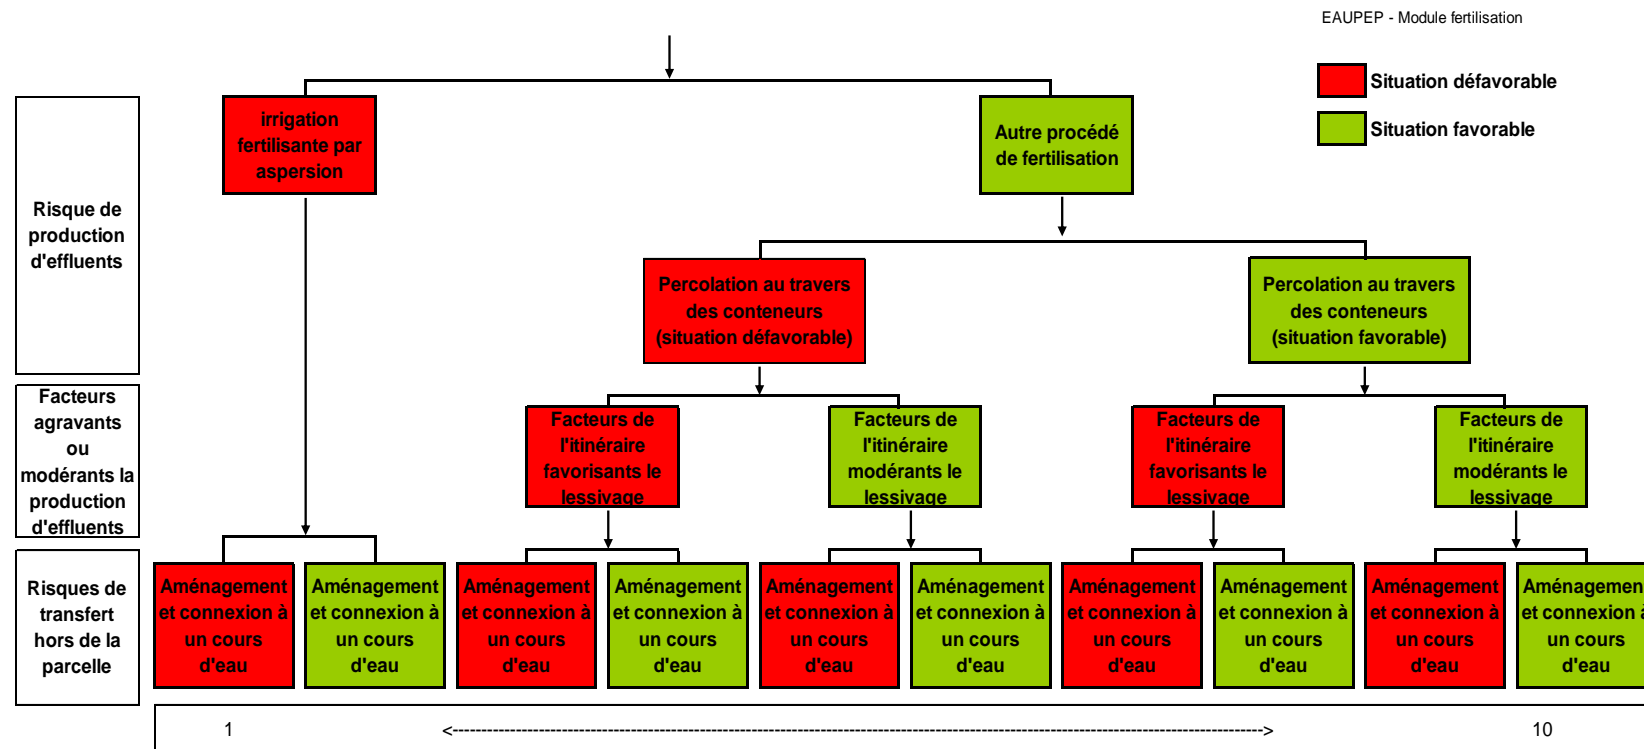 EAUPEP - Module fertilisation
Situation défavorable
Situation favorable
irrigation
fertilisante par
aspersion
Autre procédé
de fertilisation
Risque de
production
d'effluents
Percolation au travers
des conteneurs
(situation défavorable)
Percolation au travers
des conteneurs
(situation favorable)
Facteurs
agravants
ou
modérants la
production
d'effluents
Facteurs de
l'itinéraire
favorisants le
lessivage
Facteurs de
l'itinéraire
modérants le
lessivage
Facteurs de
l'itinéraire
favorisants le
lessivage
Facteurs de
l'itinéraire
modérants le
lessivage
Risques de
transfert
hors de la
parcelle
Aménagement
et connexion à
un cours
d'eau
Aménagement
et connexion à
un cours
d'eau
Aménagement
et connexion à
un cours
d'eau
Aménagement
et connexion à
un cours
d'eau
Aménagement
et connexion à
un cours
d'eau
Aménagement
et connexion à
un cours
d'eau
Aménagement
et connexion à
un cours
d'eau
Aménagement
et connexion à
un cours
d'eau
Aménagement
et connexion à
un cours
d'eau
Aménagemen
et connexion à
un cours
d'eau
1 <----------------------------------------------------------------------------------------------------------------------------------> 10